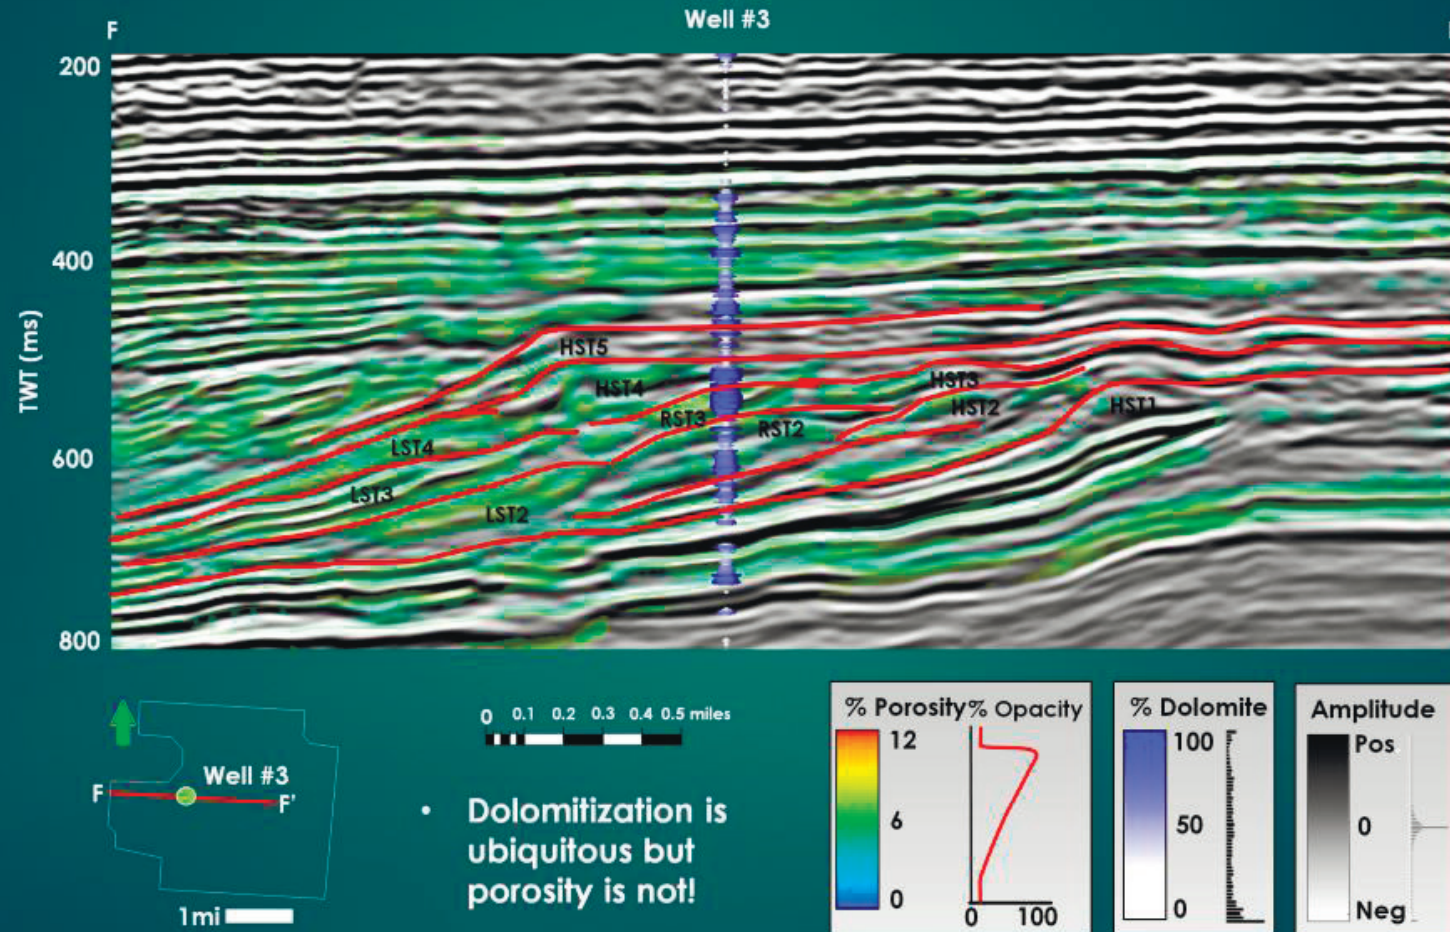 Well #3
F
200
400
600
800
TWT (ms)
HST5
HST4
HST3
HST2
HST1
RST3
RST2
LST4
LST3
LST2
0 0.1 0.2 0.3 0.4 0.5 miles
Well #3
F F'
1mi
• Dolomitization is
ubiquitous but
porosity is not!
% Porosity % Opacity
12
6
0
0 100
% Dolomite
100
50
0
Amplitude
Pos
0
Neg